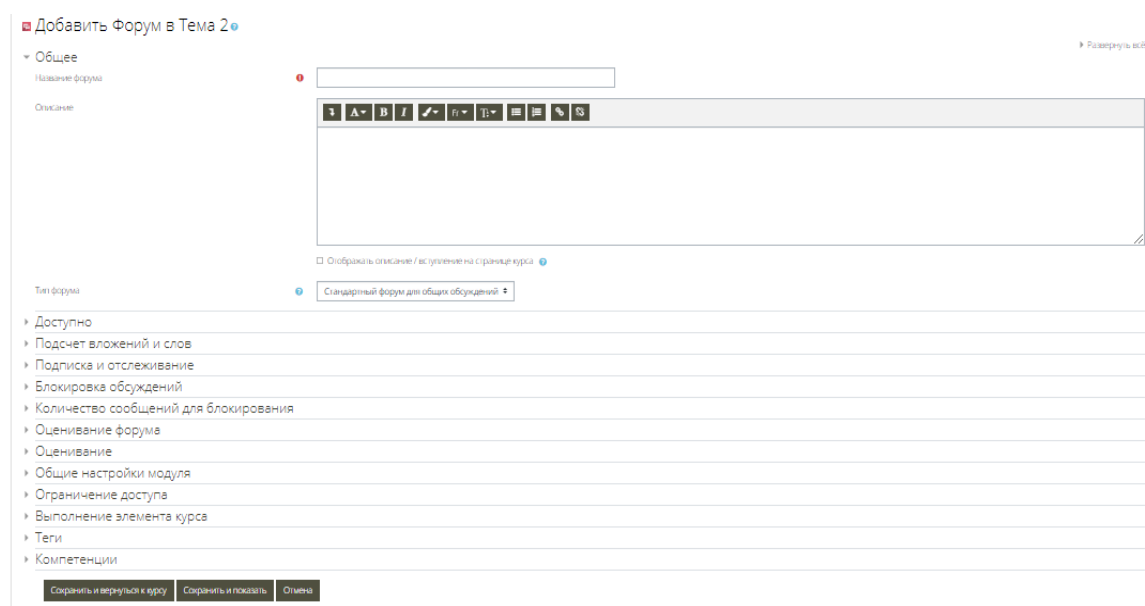 Добавить Форум в Тема 2
Развернуть всё
Общее
Название форума
Описание
A B I
Отображать описание / вступление на странице курса
Тип форума
Стандартный форум для общих обсуждений
Доступно
Подсчет вложений и слов
Подписка и отслеживание
Блокировка обсуждений
Количество сообщений для блокирования
Оценивание форума
Оценивание
Общие настройки модуля
Ограничение доступа
Выполнение элемента курса
Теги
Компетенции
Сохранить и вернуться к курсу Сохранить и показать Отмена